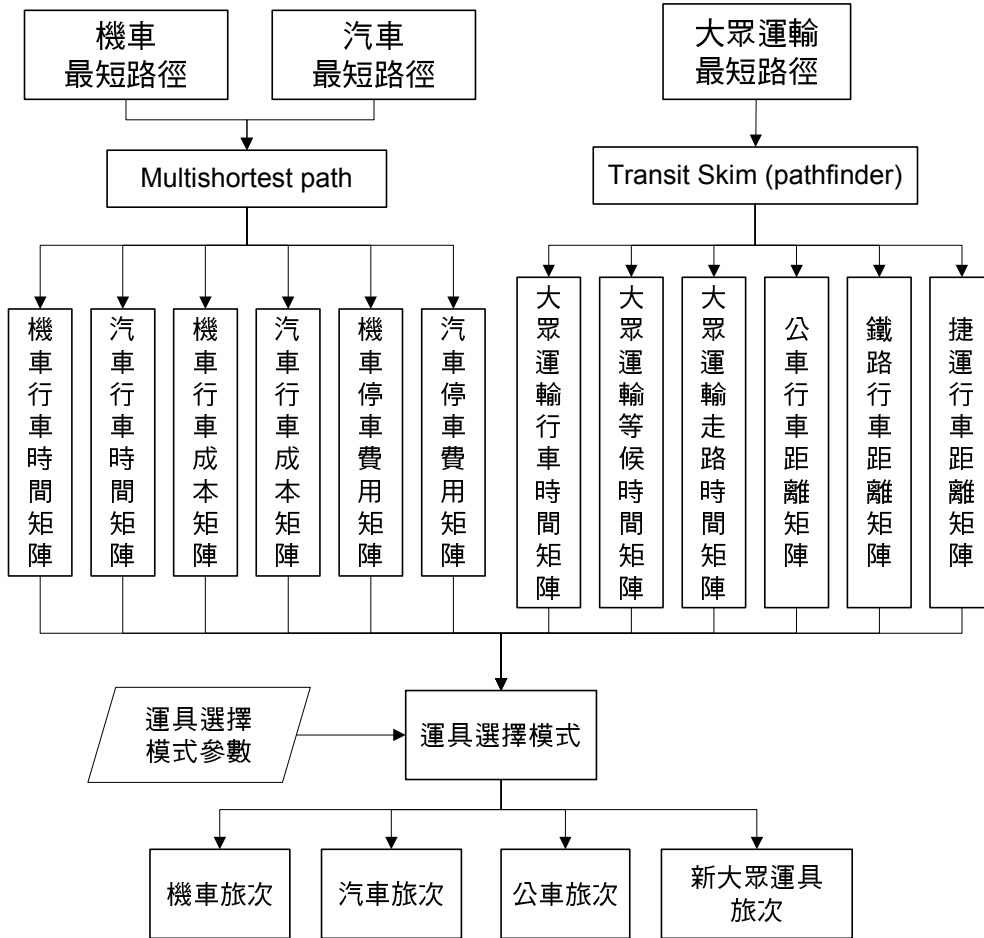 機車
最短路徑
汽車
最短路徑
大眾運輸
最短路徑
Multishortest path
Transit Skim (pathfinder)
機車行車時間矩陣
汽車行車時間矩陣
機車行車成本矩陣
汽車行車成本矩陣
機車停車費用矩陣
汽車停車費用矩陣
大眾運輸行車時間矩陣
大眾運輸等候時間矩陣
大眾運輸走路時間矩陣
公車行車距離矩陣
鐵路行車距離矩陣
捷運行車距離矩陣
運具選擇
模式參數
運具選擇模式
機車旅次
汽車旅次
公車旅次
新大眾運具
旅次